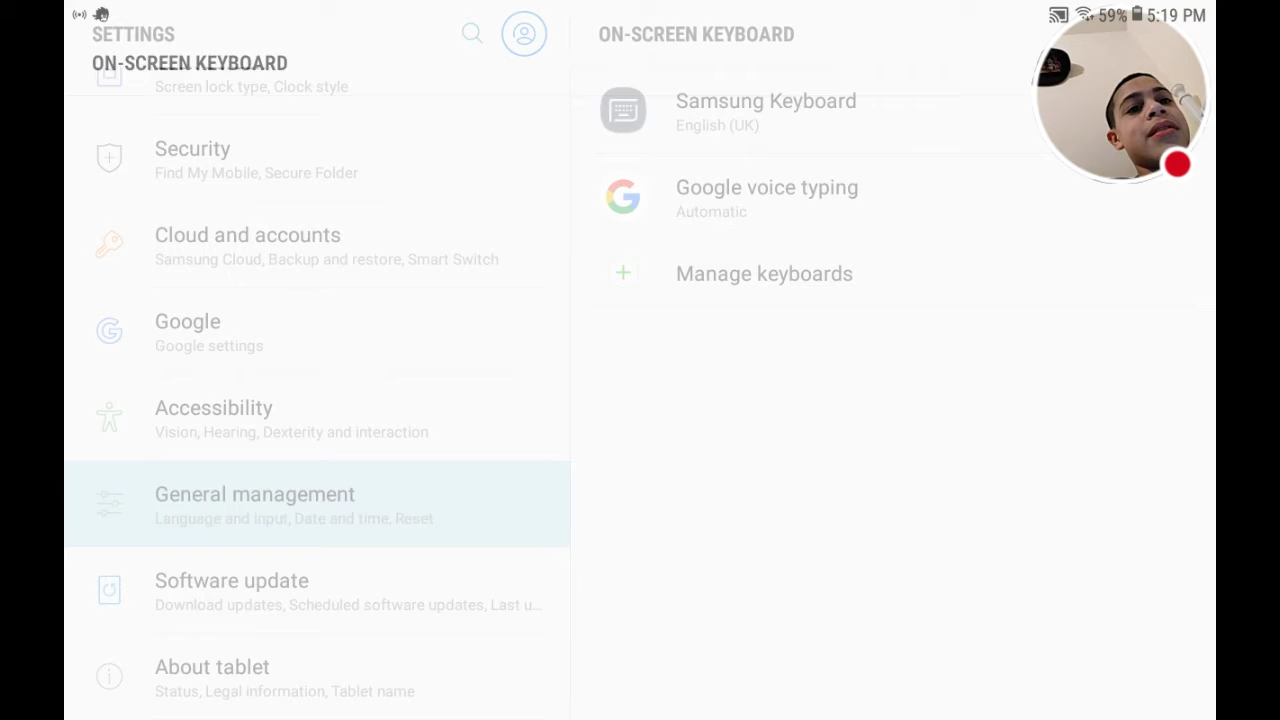 59% 5:19 PM
SETTINGS
ON-SCREEN KEYBOARD
Screen lock type, Clock style
Security
Find My Mobile, Secure Folder
Cloud and accounts
Samsung Cloud, Backup and restore, Smart Switch
Google
Google settings
Accessibility
Vision, Hearing, Dexterity and interaction
General management
Language and input, Date and time, Reset
Software update
Download updates, Scheduled software updates, Last u...
About tablet
Status, Legal information, Tablet name
ON-SCREEN KEYBOARD
Samsung Keyboard
English (UK)
Google voice typing
Automatic
Manage keyboards